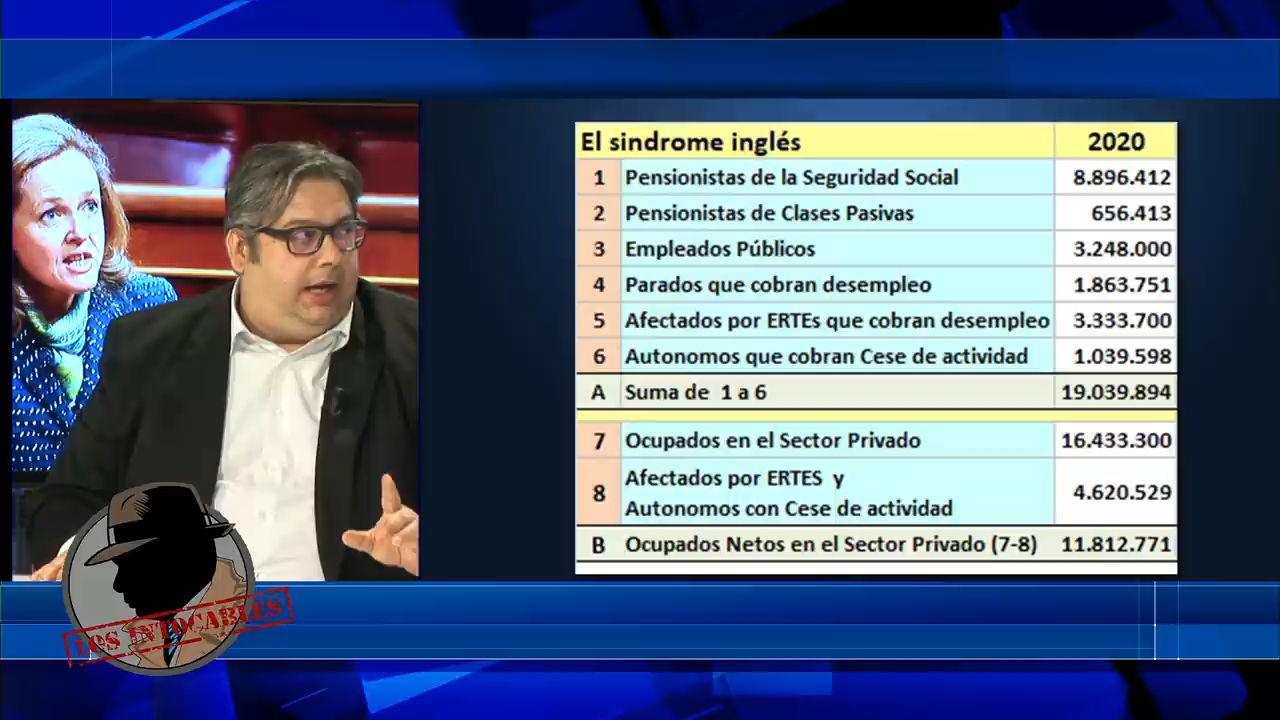 El sindrome inglés 2020
1 Pensionistas de la Seguridad Social 8.896.412
2 Pensionistas de Clases Pasivas 656.413
3 Empleados Públicos 3.248.000
4 Parados que cobran desempleo 1.863.751
5 Afectados por ERTEs que cobran desempleo 3.333.700
6 Autonomos que cobran Cese de actividad 1.039.598
A Suma de 1 a 6 19.039.894
7 Ocupados en el Sector Privado 16.433.300
8 Afectados por ERTES y
Autonomos con Cese de actividad 4.620.529
B Ocupados Netos en el Sector Privado (7-8) 11.812.771
LOS INTOCABLES